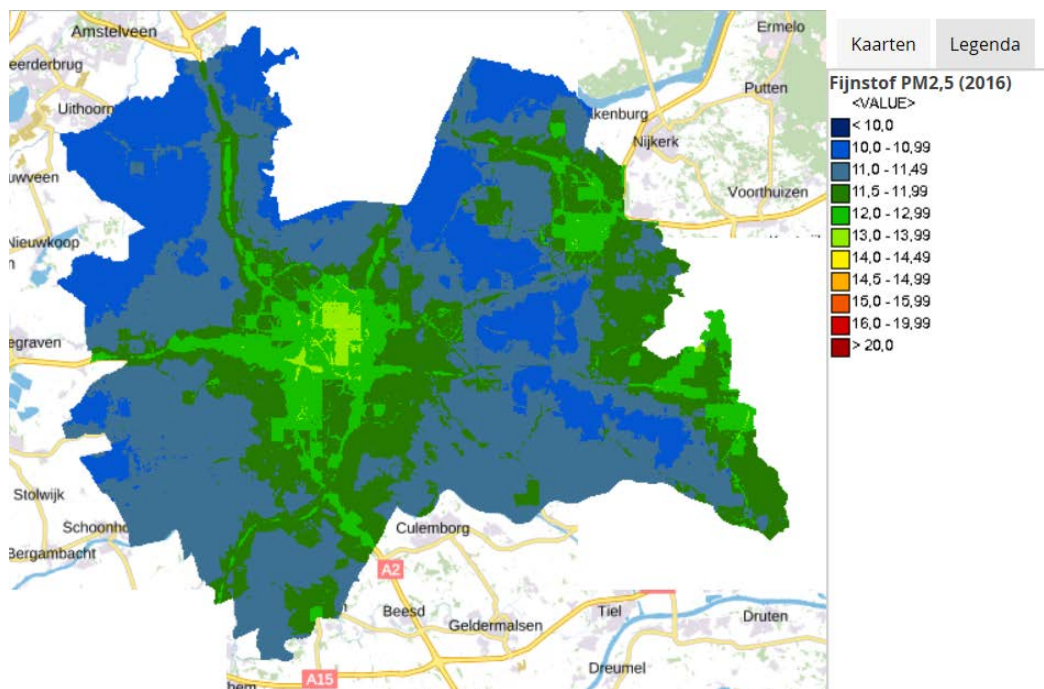 Amstelveen
Ermelo
Kaarten
Legenda
eerderbrug
Fijnstof PM2,5 (2016)
<VALUE>
Putten
Uithoorn
lkenburg
Nijkerk
< 10,0
10,0 - 10,99
11,0 - 11,49
11,5 - 11,99
12,0 - 12,99
13,0 - 13,99
14,0 - 14,49
14,5 - 14,99
15,0 - 15,99
16,0 - 19,99
> 20,0
uwveen
Voorthuizen
Nieuwkoop
n
egraven
Stolwijk
Schoonho
Bergambacht
Culemborg
A2
Beesd
Tiel
Druten
Geldermalsen
Dreumel
A15
hem